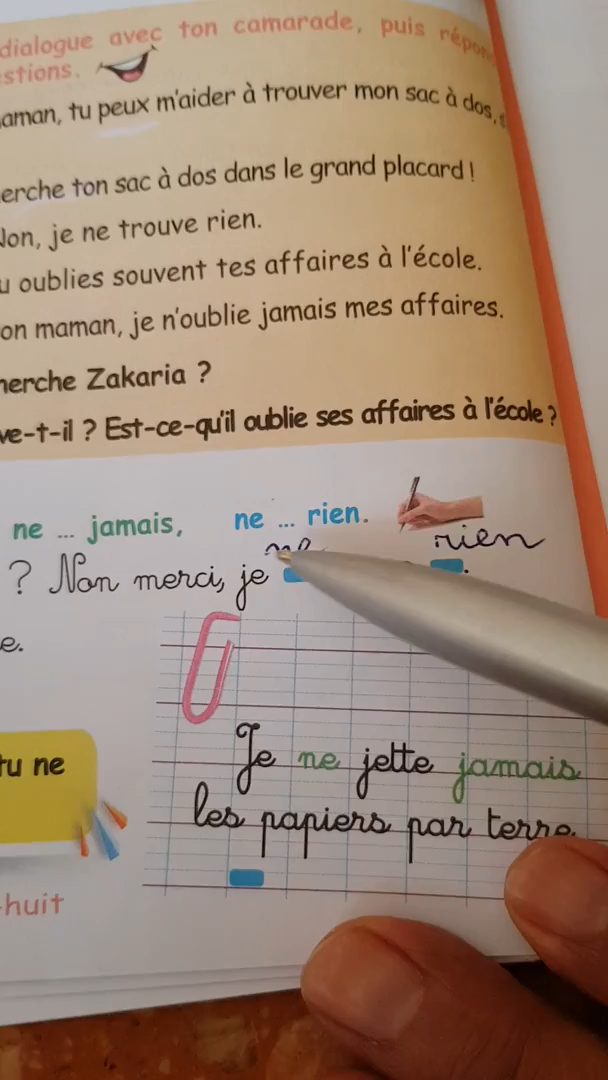 dialogue avec ton camarade, puis
stions.
aman, tu peux m'aider à trouver mon sac à dos,
erche ton sac à dos dans le grand placard !
Non, je ne trouve rien.
u oublies souvent tes affaires à l'école.
on maman, je n'oublie jamais mes affaires.
herche Zakaria ?
ve-t-il ? Est-ce-qu'il oublie ses affaires à l'école ?
ne ... jamais, ne ... rien.
ne rien
? Non merci, je .
e.
tu ne
Je ne jette jamais
les papiers par terre
-huit